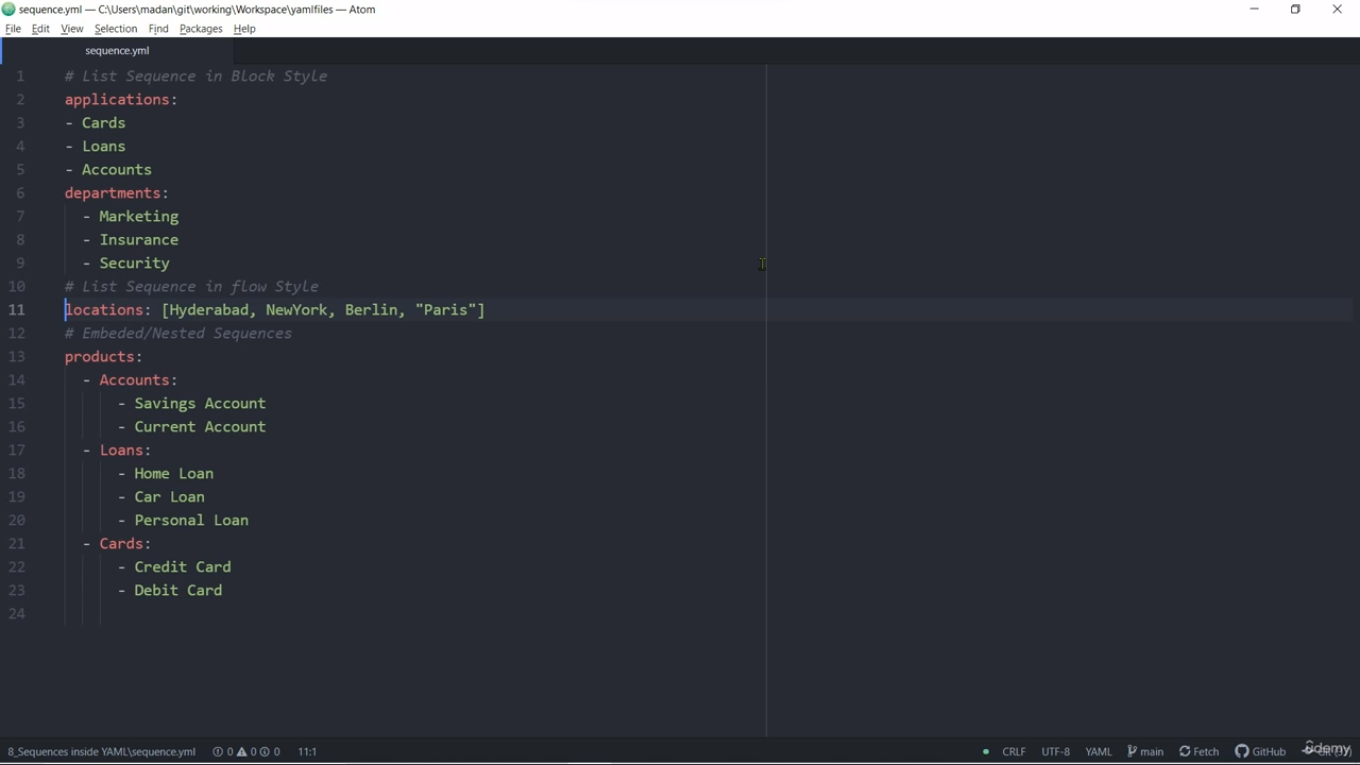 sequence.yml — C:\Users\madan\git\working\Workspace\yamlfiles — Atom
File Edit View Selection Find Packages Help
sequence.yml
1 # List Sequence in Block Style
2 applications:
3 - Cards
4 - Loans
5 - Accounts
6 departments:
7 - Marketing
8 - Insurance
9 - Security
10 # List Sequence in flow Style
11 locations: [Hyderabad, NewYork, Berlin, "Paris"]
12 # Embeded/Nested Sequences
13 products:
14 - Accounts:
15 - Savings Account
16 - Current Account
17 - Loans:
18 - Home Loan
19 - Car Loan
20 - Personal Loan
21 - Cards:
22 - Credit Card
23 - Debit Card
24
8_Sequences inside YAML\sequence.yml 0 0 0 11:1 CRLF UTF-8 YAML main Fetch GitHub Udemy